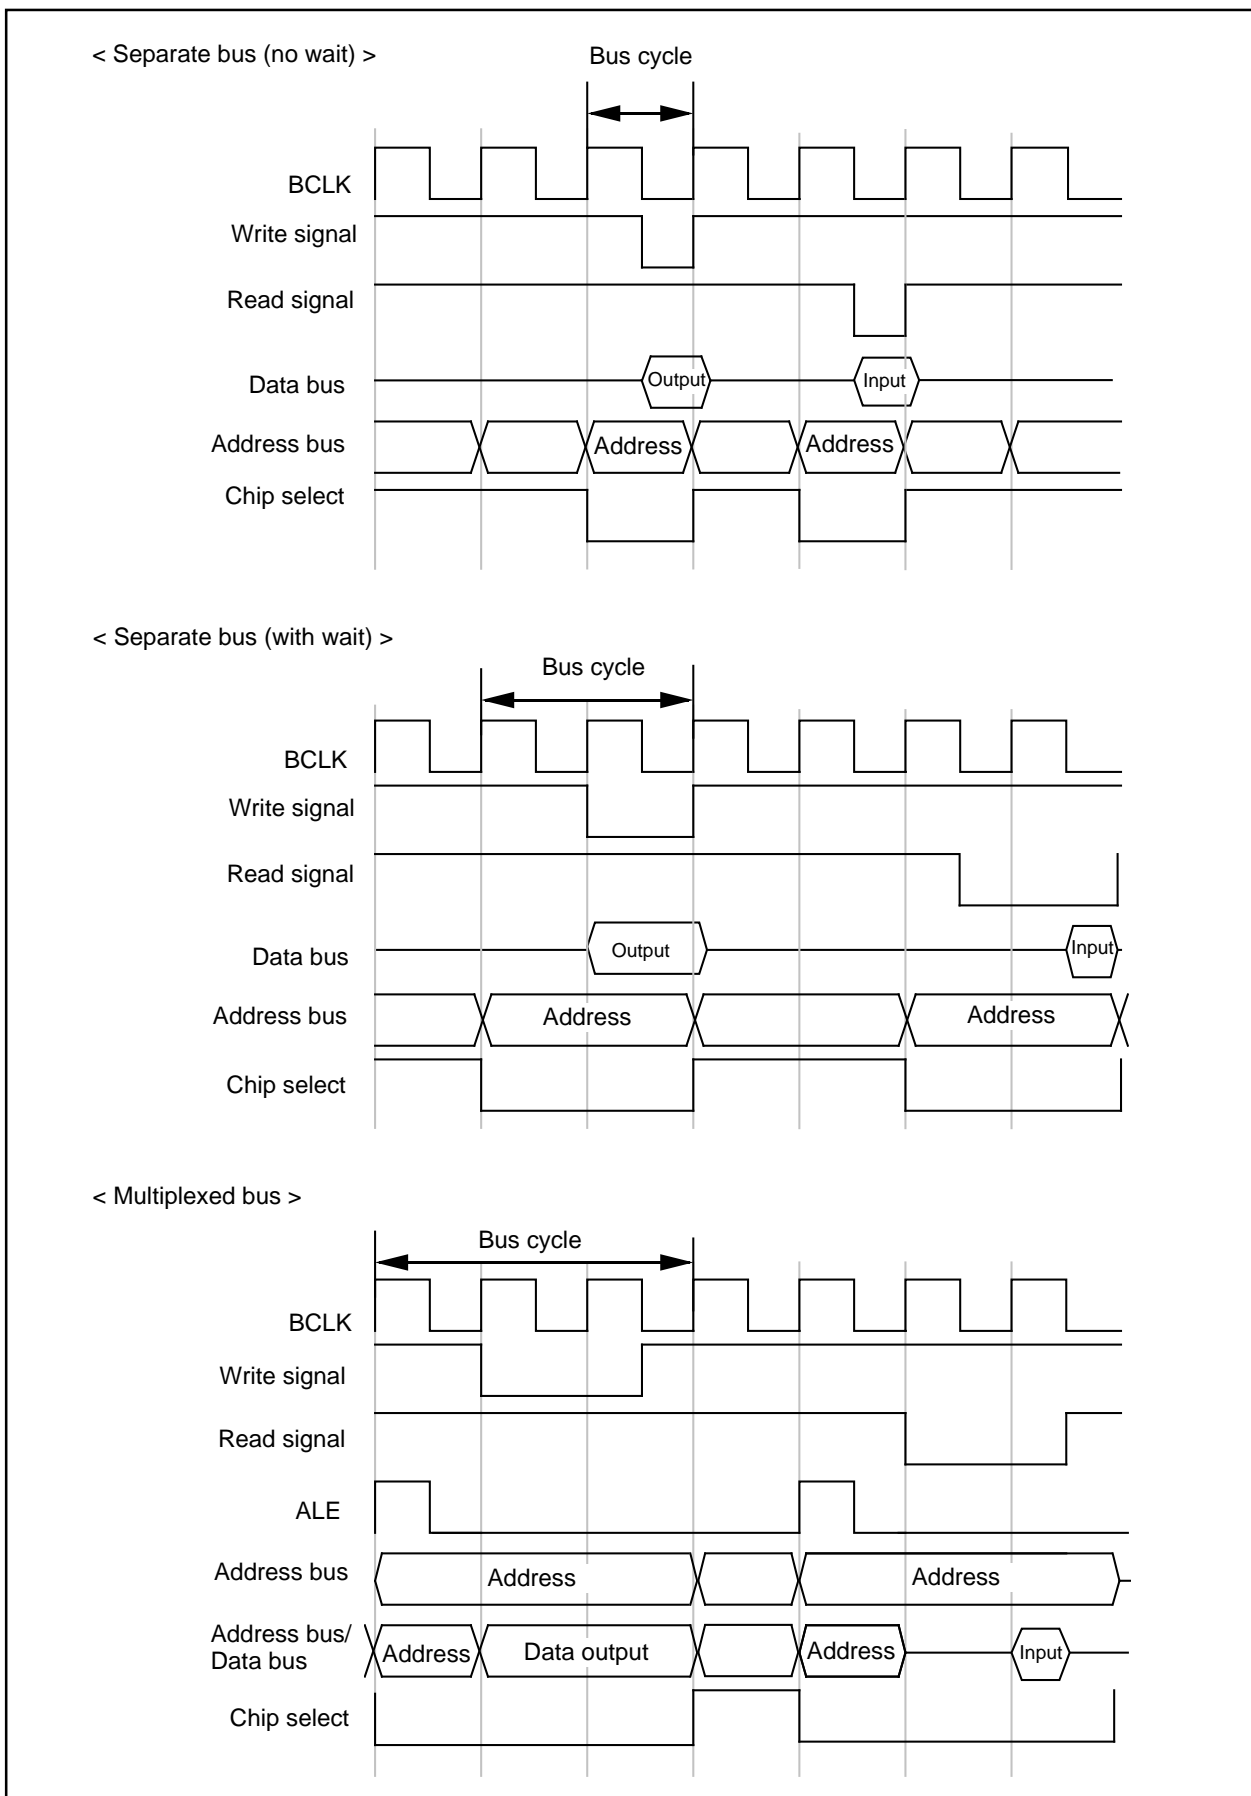 < Separate bus (no wait) >
Bus cycle
BCLK
Write signal
Read signal
Data bus
Output
Input
Address bus
Address
Address
Chip select
< Separate bus (with wait) >
Bus cycle
BCLK
Write signal
Read signal
Data bus
Output
Input
Address bus
Address
Address
Chip select
< Multiplexed bus >
Bus cycle
BCLK
Write signal
Read signal
ALE
Address bus
Address
Address
Address bus/
Data bus
Address
Data output
Address
Input
Chip select